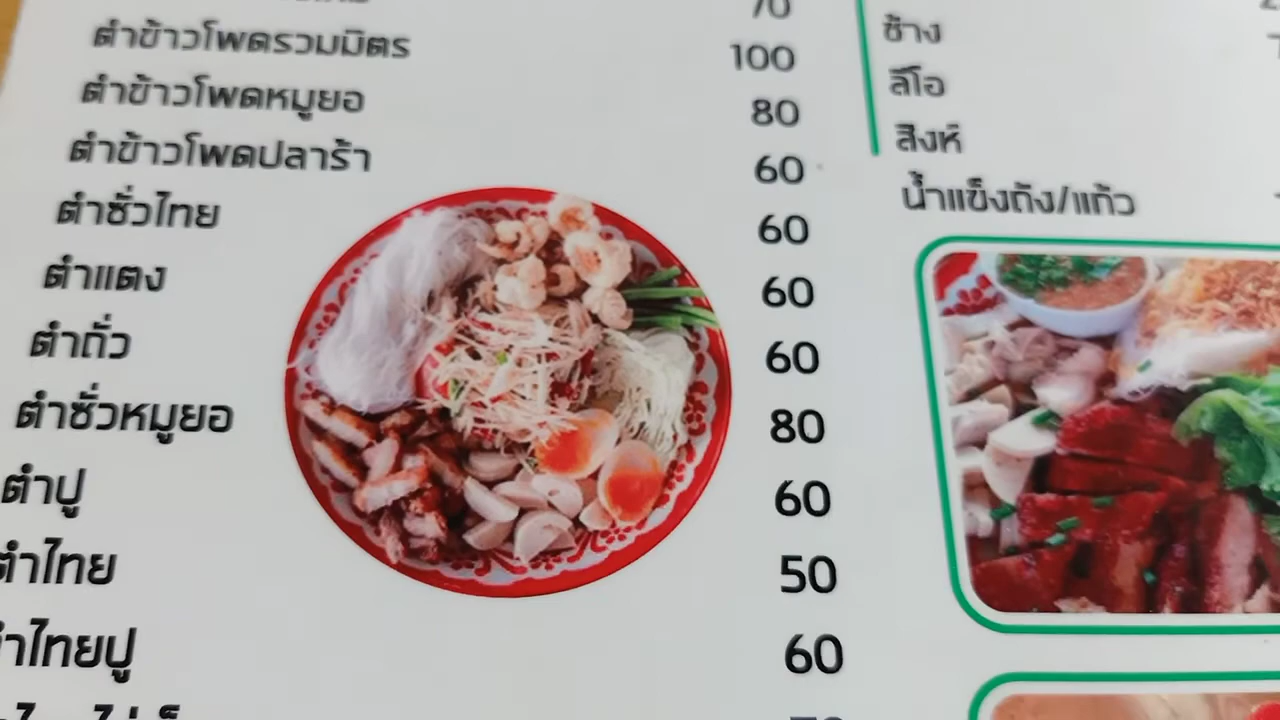 70
ตำข้าวโพดรวมมิตร 100
ตำข้าวโพดหมูยอ 80
ตำข้าวโพดปลาร้า 60
ตำซั่วไทย 60
ตำแตง 60
ตำถั่ว 60
ตำซั่วหมูยอ 80
ตำปู 60
ตำไทย 50
ตำไทยปู 60
ช้าง
ลีโอ
สิงห์
น้ำแข็งถัง/แก้ว